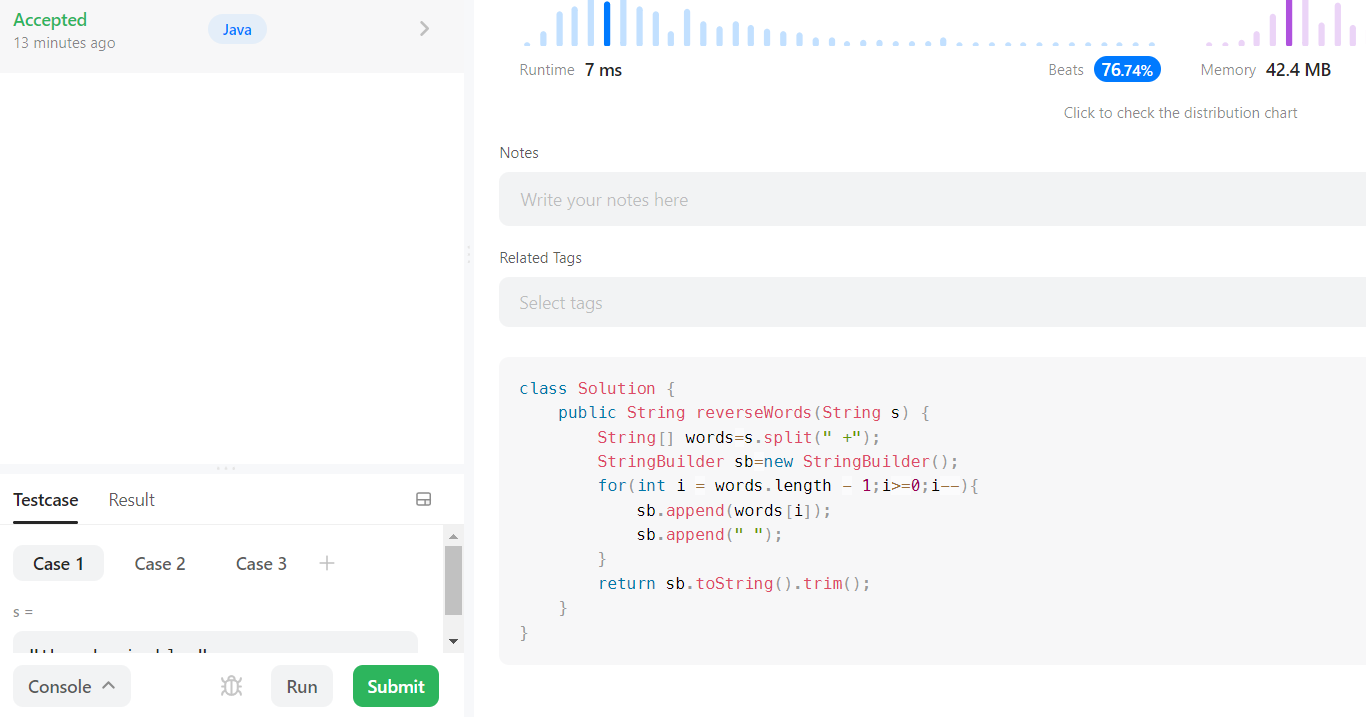 Accepted
13 minutes ago
Java
Testcase
Result
Case 1
Case 2
Case 3
s =
Console
Run
Submit
Runtime 7 ms
Beats 76.74%
Memory 42.4 MB
Click to check the distribution chart
Notes
Write your notes here
Related Tags
Select tags
class Solution {
    public String reverseWords(String s) {
        String[] words=s.split(" +");
        StringBuilder sb=new StringBuilder();
        for(int i = words.length - 1;i>=0;i--){
            sb.append(words[i]);
            sb.append(" ");
        }
        return sb.toString().trim();
    }
}